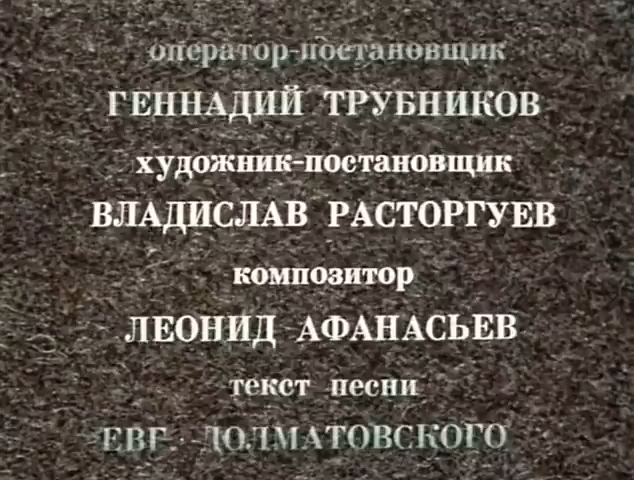 оператор-постановщик
ГЕННАДИЙ ТРУБНИКОВ
художник-постановщик
ВЛАДИСЛАВ РАСТОРГУЕВ
композитор
ЛЕОНИД АФАНАСЬЕВ
текст песни
ЕВГ. ДОЛМАТОВСКОГО